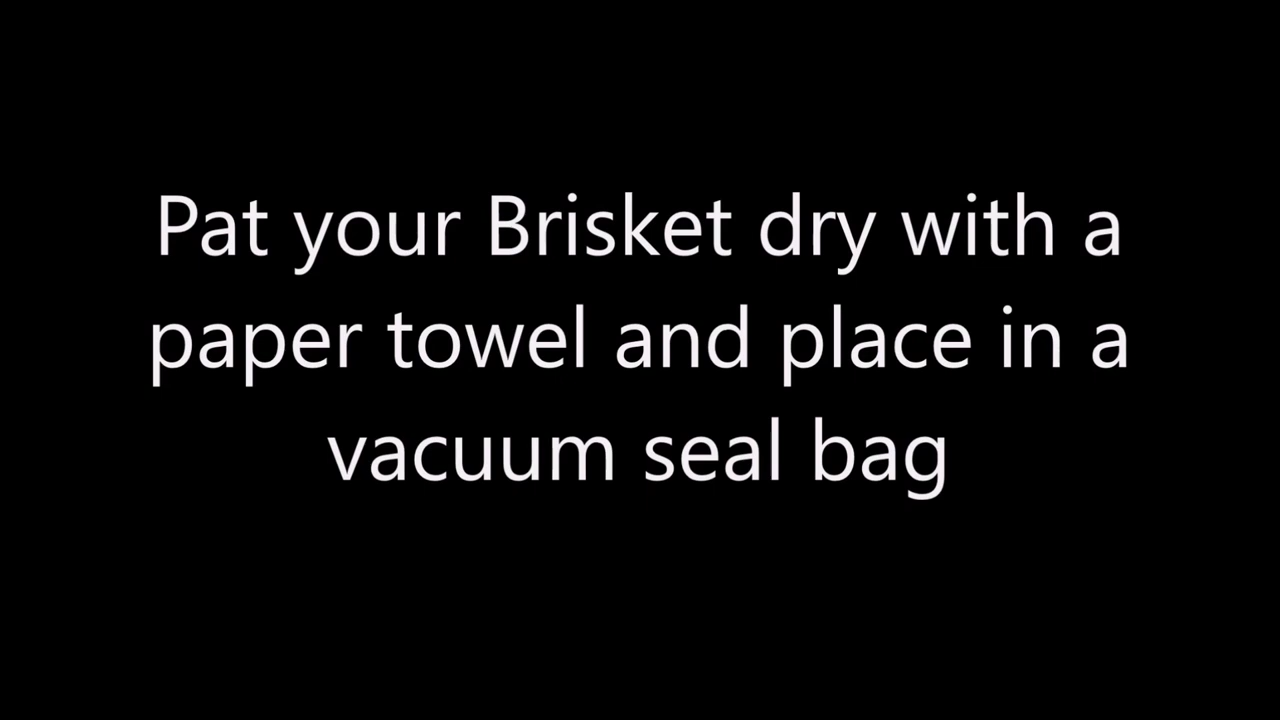 Pat your Brisket dry with a
paper towel and place in a
vacuum seal bag